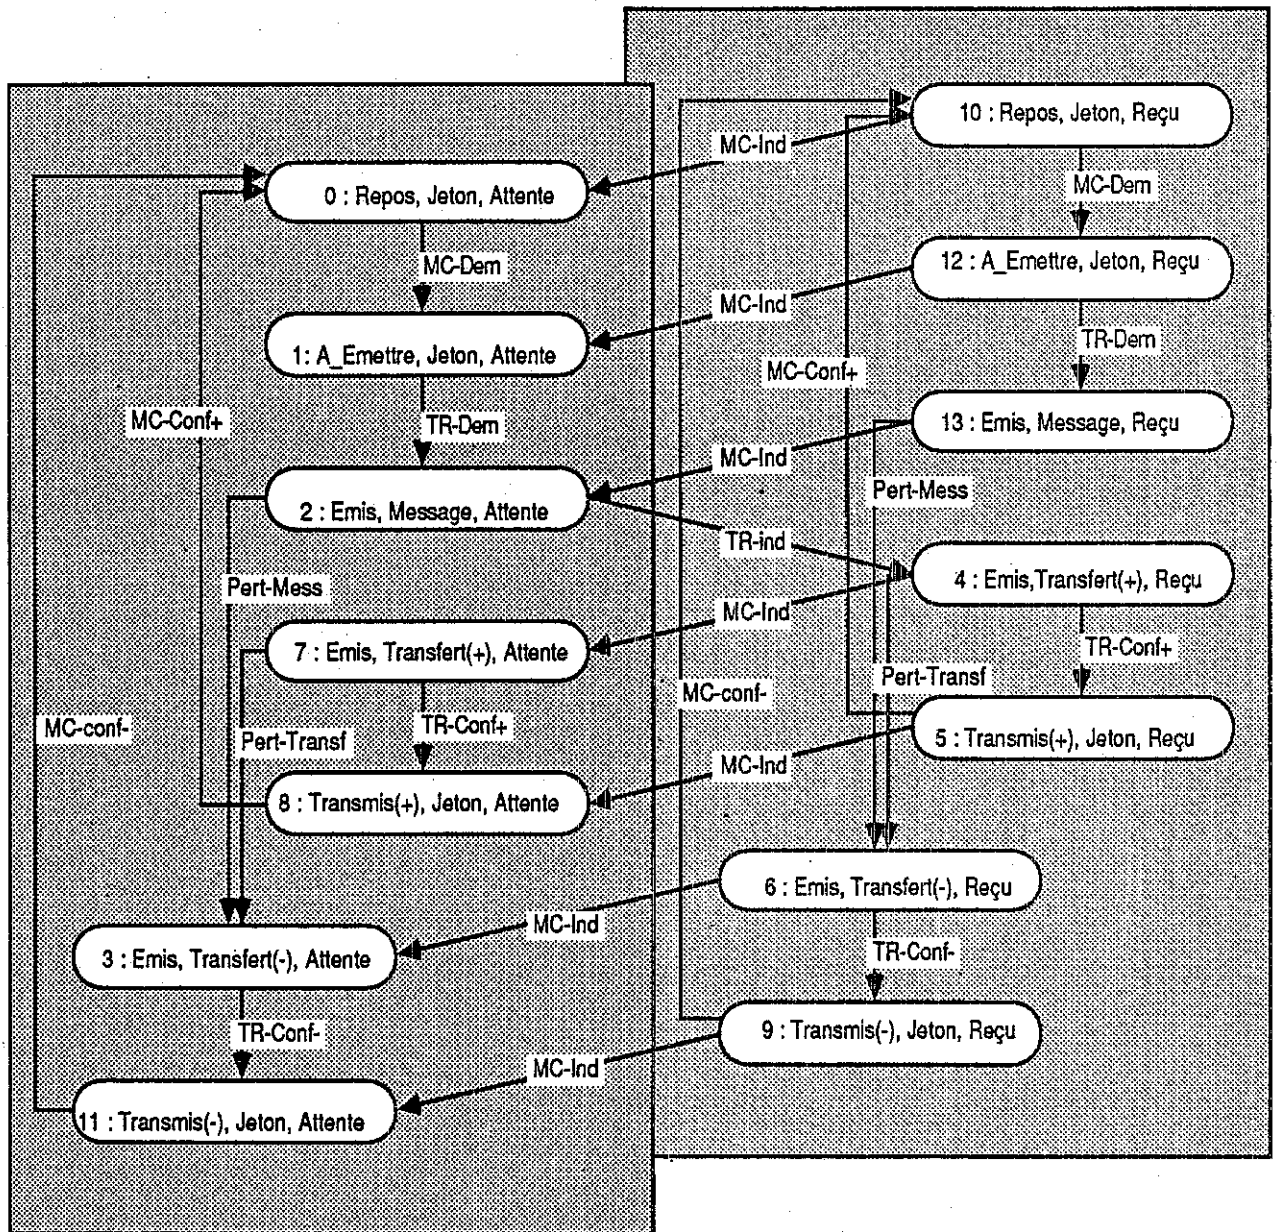 10 : Repos, Jeton, Reçu
MC-Ind
MC-Dem
0 : Repos, Jeton, Attente
MC-Dem
12 : A_Emettre, Jeton, Reçu
MC-Ind
TR-Dem
1: A_Emettre, Jeton, Attente
MC-Conf+
MC-Conf+
TR-Dem
13 : Emis, Message, Reçu
MC-Ind
Pert-Mess
2 : Emis, Message, Attente
TR-ind
4 : Emis,Transfert(+), Reçu
Pert-Mess
MC-Ind
7 : Emis, Transfert(+), Attente
TR-Conf+
Pert-Transf
MC-conf-
MC-conf-
Pert-Transf
TR-Conf+
5 : Transmis(+), Jeton, Reçu
MC-Ind
8 : Transmis(+), Jeton, Attente
6 : Emis, Transfert(-), Reçu
MC-Ind
3 : Emis, Transfert(-), Attente
TR-Conf-
TR-Conf-
9 : Transmis(-), Jeton, Reçu
MC-Ind
11 : Transmis(-), Jeton, Attente